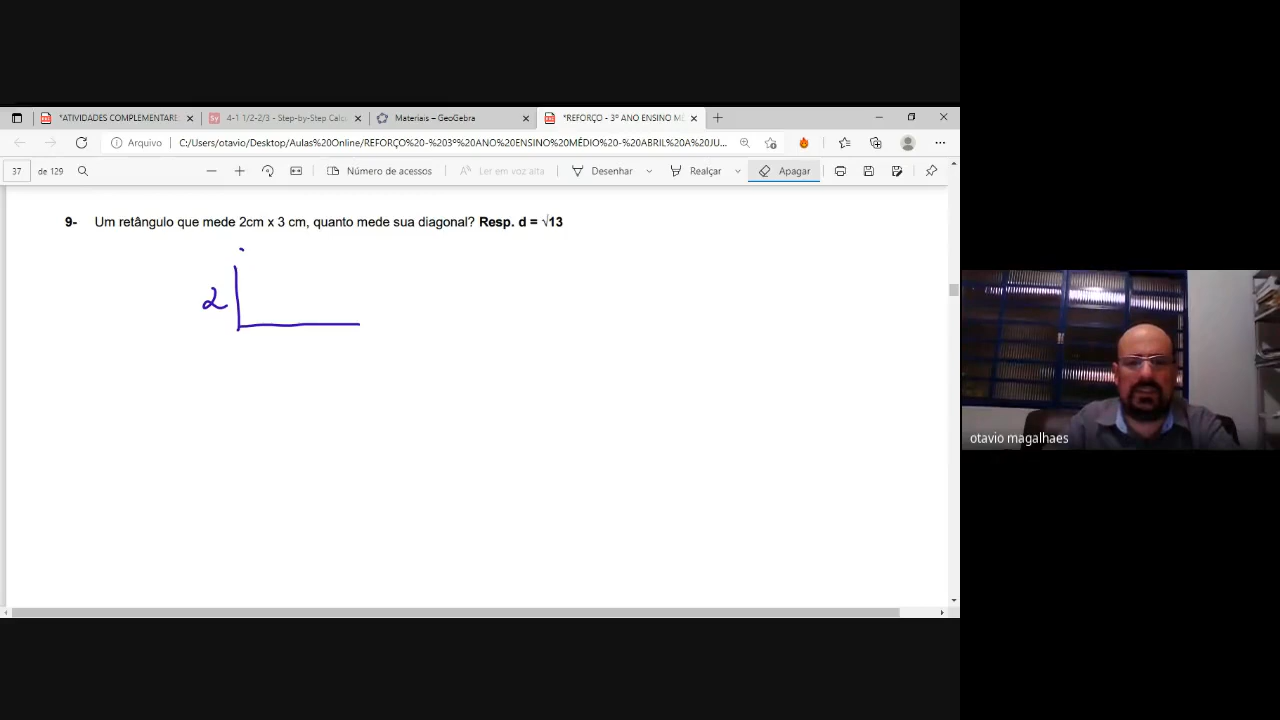 *ATIVIDADES COMPLEMENTARE
4-1 1/2-2/3 - Step-by-Step Calc
Materiais – GeoGebra
*REFORÇO - 3º ANO ENSINO MÉ
Arquivo
C:/Users/otavio/Desktop/Aulas%20Online/REFORÇO%20-%203º%20ANO%20ENSINO%20MÉDIO%20-%20ABRIL%20A%20JU...
37 de 129
Número de acessos
Ler em voz alta
Desenhar
Realçar
Apagar
9- Um retângulo que mede 2cm x 3 cm, quanto mede sua diagonal? Resp. d = √13
2
otavio magalhaes